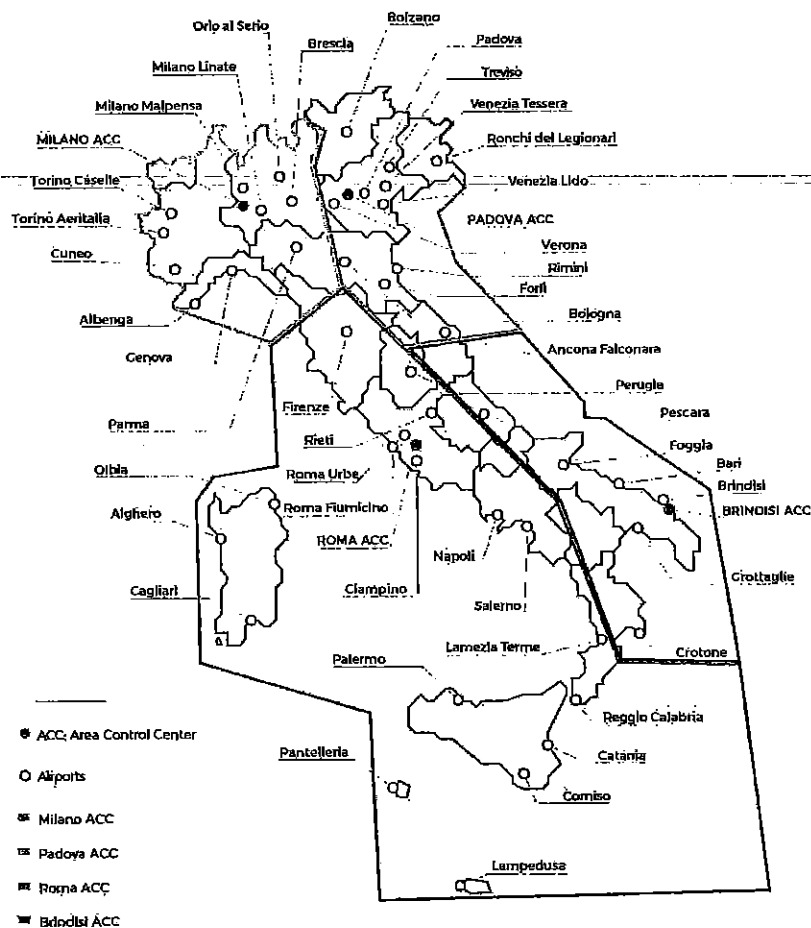 Bolzano
Orio al Serio
Brescia
Padova
Milano Linate
Treviso
Milano Malpensa
Venezia Tessera
MILANO ACC
Ronchi dei Legionari
Torino Caselle
Venezia Lido
Torino Aeritalia
PADOVA ACC
Cuneo
Verona
Rimini
Forlì
Albenga
Bologna
Genova
Ancona Falconara
Perugia
Firenze
Parma
Pescara
Rieti
Foggia
Olbia
Roma Urbe
Bari
Brindisi
Alghero
Roma Fiumicino
BRINDISI ACC
ROMA ACC
Napoli
Grottaglie
Cagliari
Ciampino
Salerno
Lamezia Terme
Crotone
Palermo
Reggio Calabria
ACC: Area Control Center
Pantelleria
Catania
Airports
Comiso
Milano ACC
Padova ACC
Lampedusa
Roma ACC
Brindisi ACC